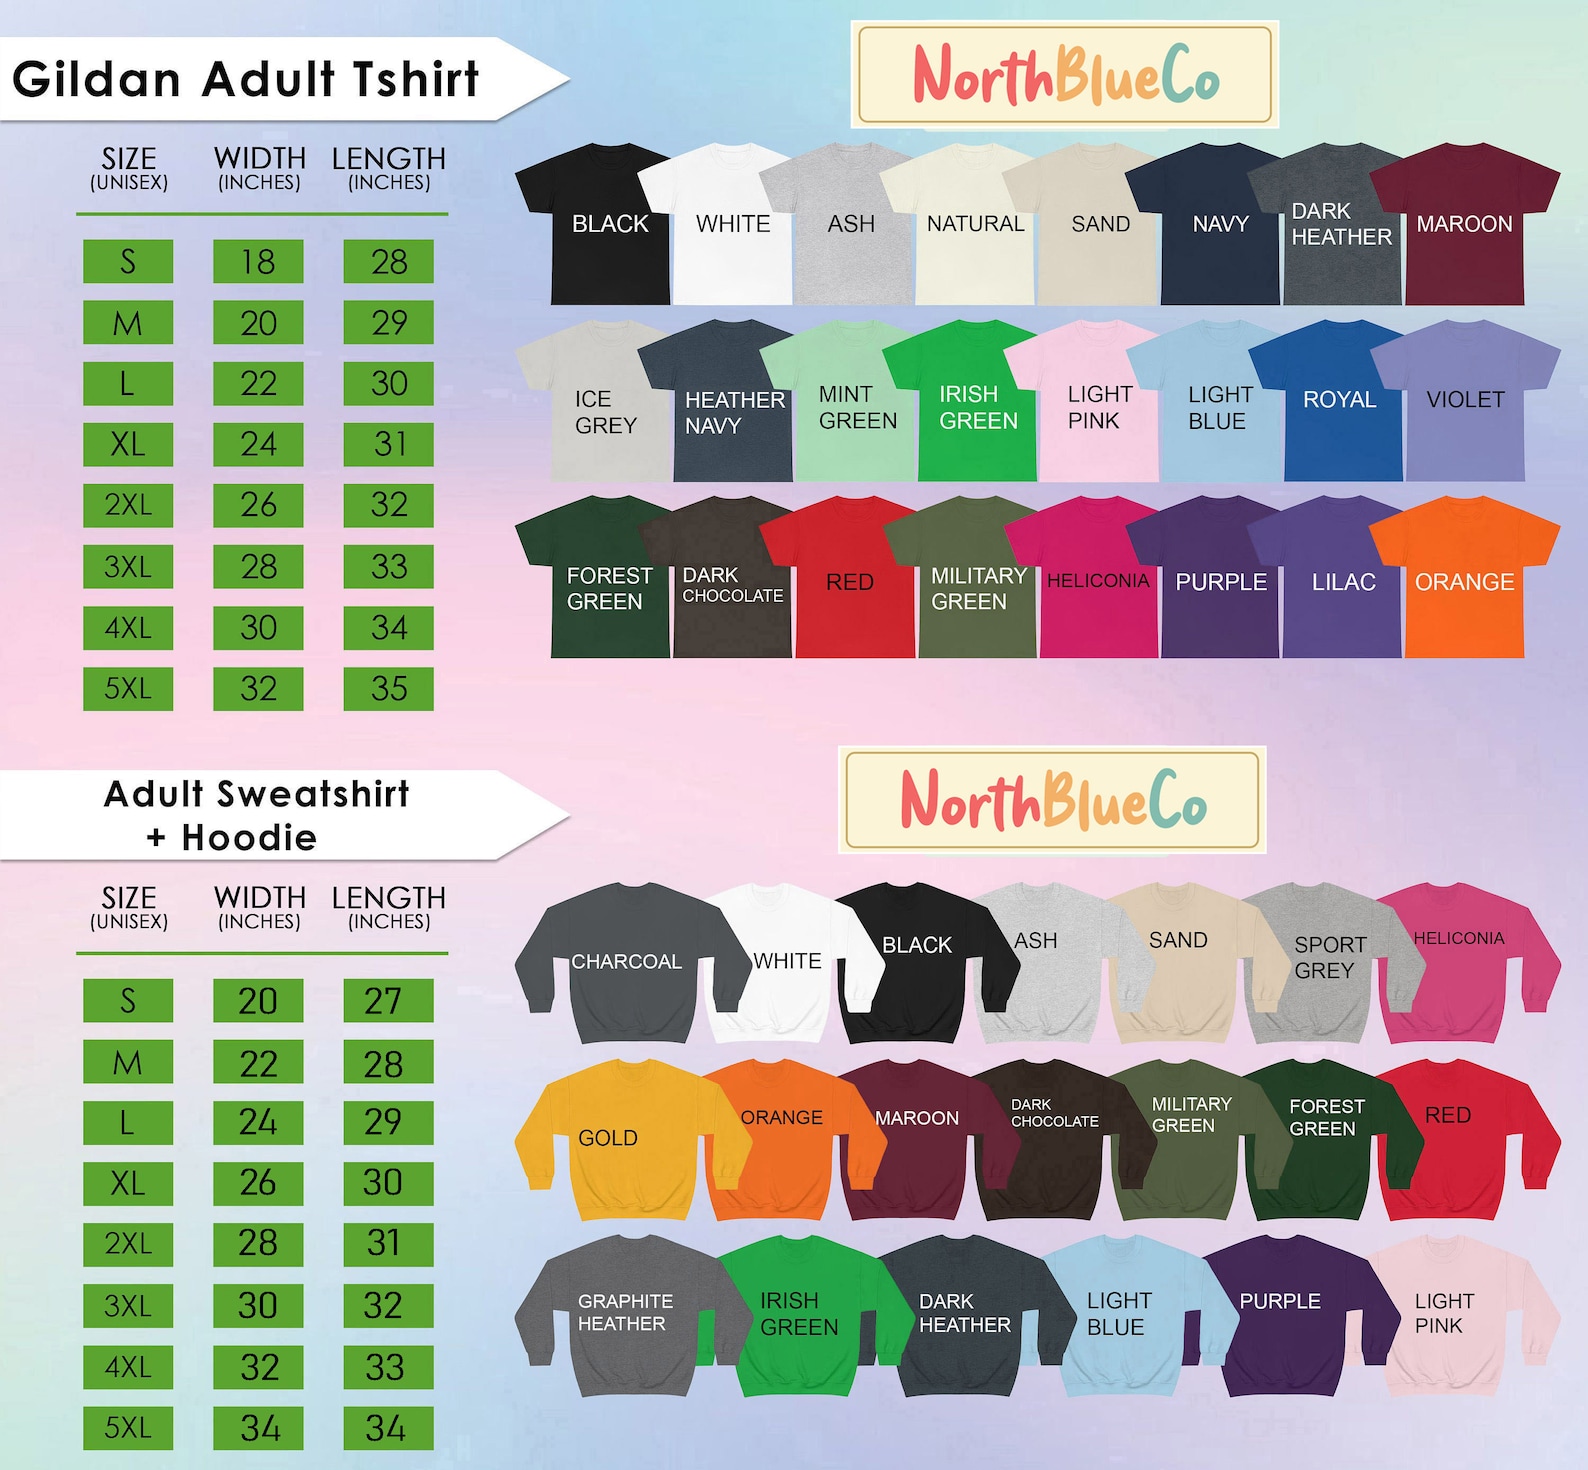 Gildan Adult Tshirt
NorthBlueCo
SIZE WIDTH LENGTH
(UNISEX) (INCHES) (INCHES)
S 18 28
M 20 29
L 22 30
XL 24 31
2XL 26 32
3XL 28 33
4XL 30 34
5XL 32 35
BLACK WHITE ASH NATURAL SAND NAVY DARK HEATHER MAROON
ICE GREY HEATHER NAVY MINT GREEN IRISH GREEN LIGHT PINK LIGHT BLUE ROYAL VIOLET
FOREST GREEN DARK CHOCOLATE RED MILITARY GREEN HELICONIA PURPLE LILAC ORANGE
Adult Sweatshirt
+ Hoodie
NorthBlueCo
SIZE WIDTH LENGTH
(UNISEX) (INCHES) (INCHES)
S 20 27
M 22 28
L 24 29
XL 26 30
2XL 28 31
3XL 30 32
4XL 32 33
5XL 34 34
CHARCOAL WHITE BLACK ASH SAND SPORT GREY HELICONIA
GOLD ORANGE MAROON DARK CHOCOLATE MILITARY GREEN FOREST GREEN RED
GRAPHITE HEATHER IRISH GREEN DARK HEATHER LIGHT BLUE PURPLE LIGHT PINK